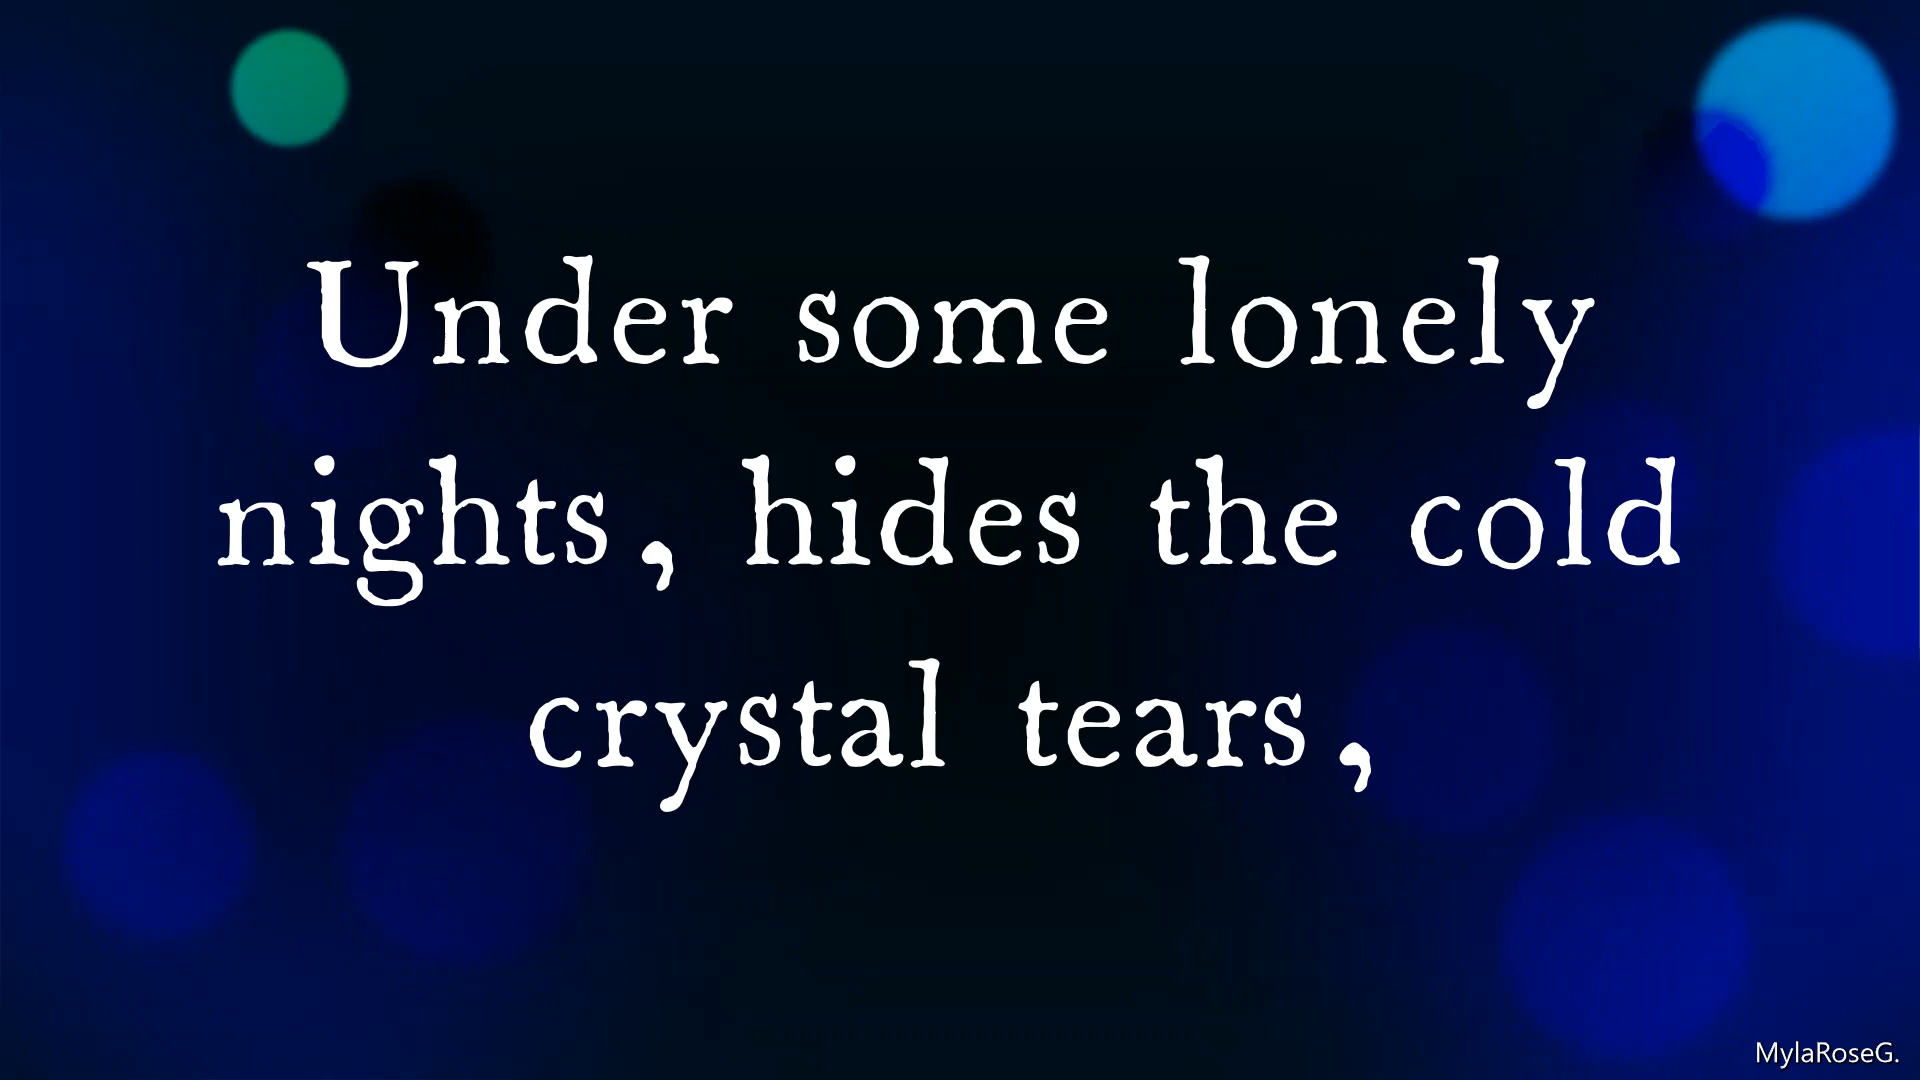 Under some lonely
nights, hides the cold
crystal tears,
MylaRoseG.